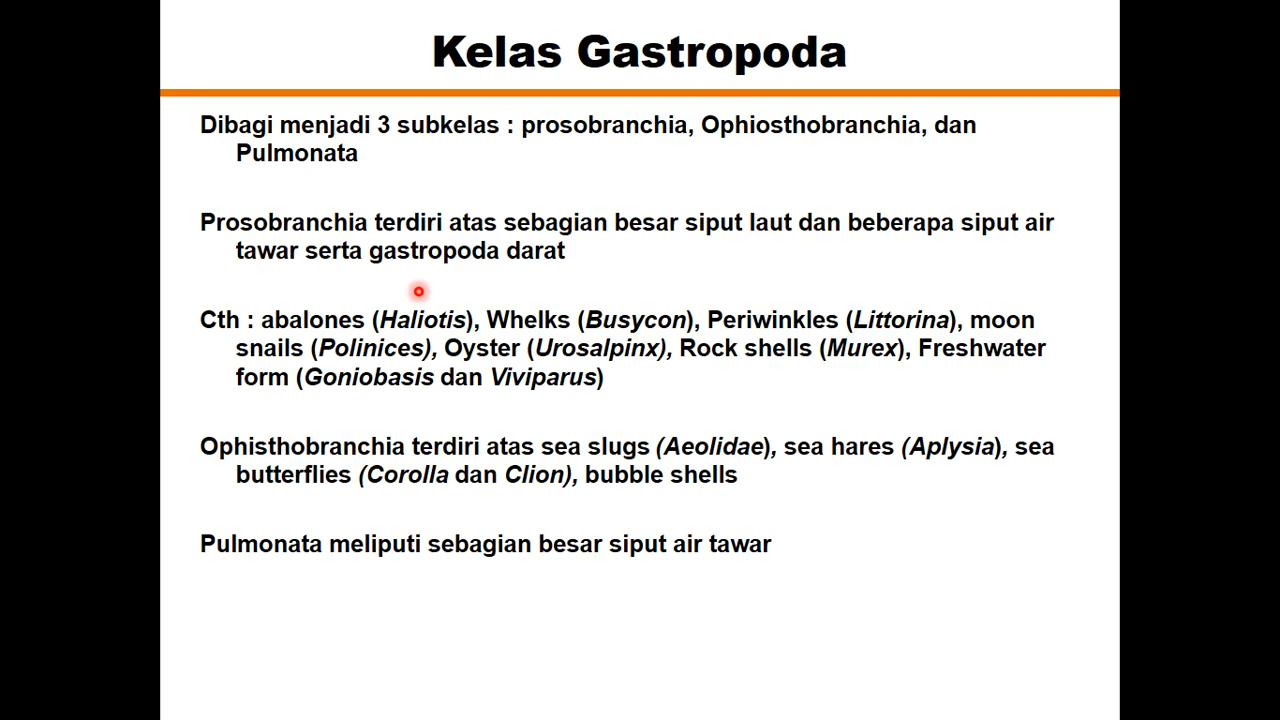 Kelas Gastropoda
Dibagi menjadi 3 subkelas : prosobranchia, Ophiosthobranchia, dan
Pulmonata
Prosobranchia terdiri atas sebagian besar siput laut dan beberapa siput air
tawar serta gastropoda darat
Cth : abalones (Haliotis), Whelks (Busycon), Periwinkles (Littorina), moon
snails (Polinices), Oyster (Urosalpinx), Rock shells (Murex), Freshwater
form (Goniobasis dan Viviparus)
Ophisthobranchia terdiri atas sea slugs (Aeolidae), sea hares (Aplysia), sea
butterflies (Corolla dan Clion), bubble shells
Pulmonata meliputi sebagian besar siput air tawar